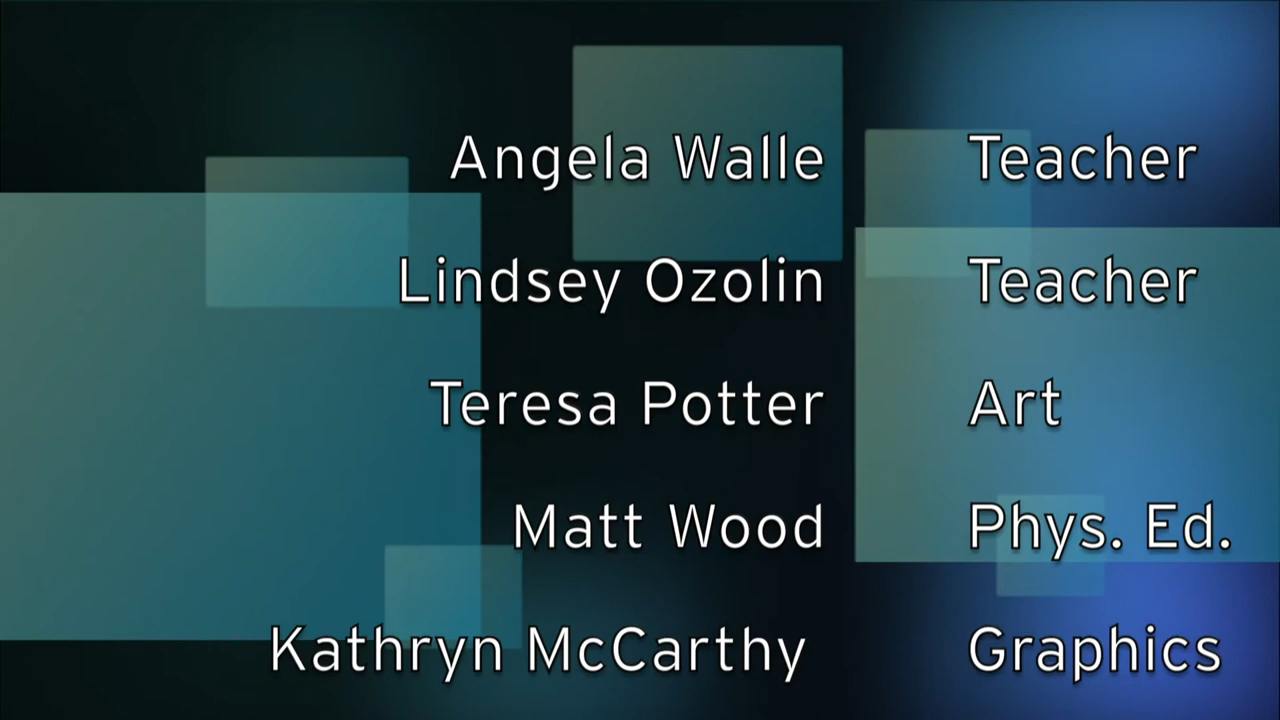 Angela Walle Teacher
Lindsey Ozolin Teacher
Teresa Potter Art
Matt Wood Phys. Ed.
Kathryn McCarthy Graphics